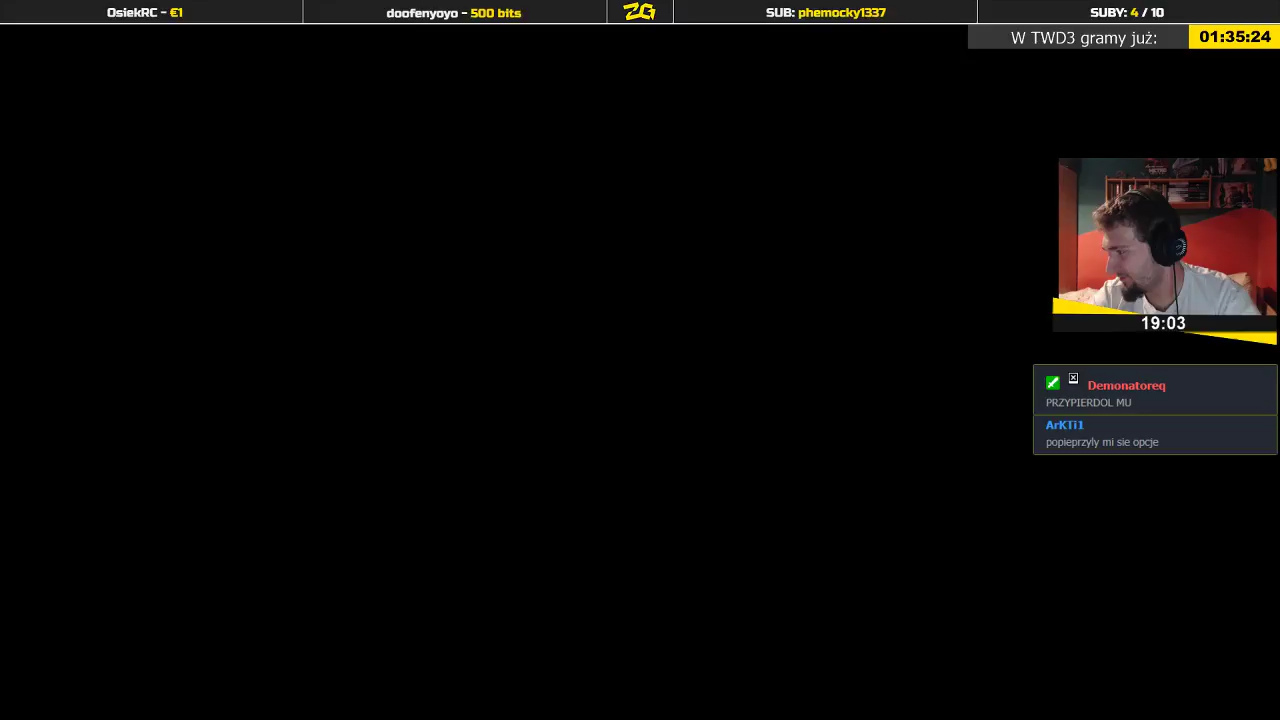 OsiekRC - €1
doofenyoyo - 500 bits
ZG
SUB: phemocky1337
SUBY: 4 / 10
W TWD3 gramy już:
01:35:24
19:03
Demonatoreq
PRZYPIERDOL MU
ArKTi1
popieprzyly mi sie opcje